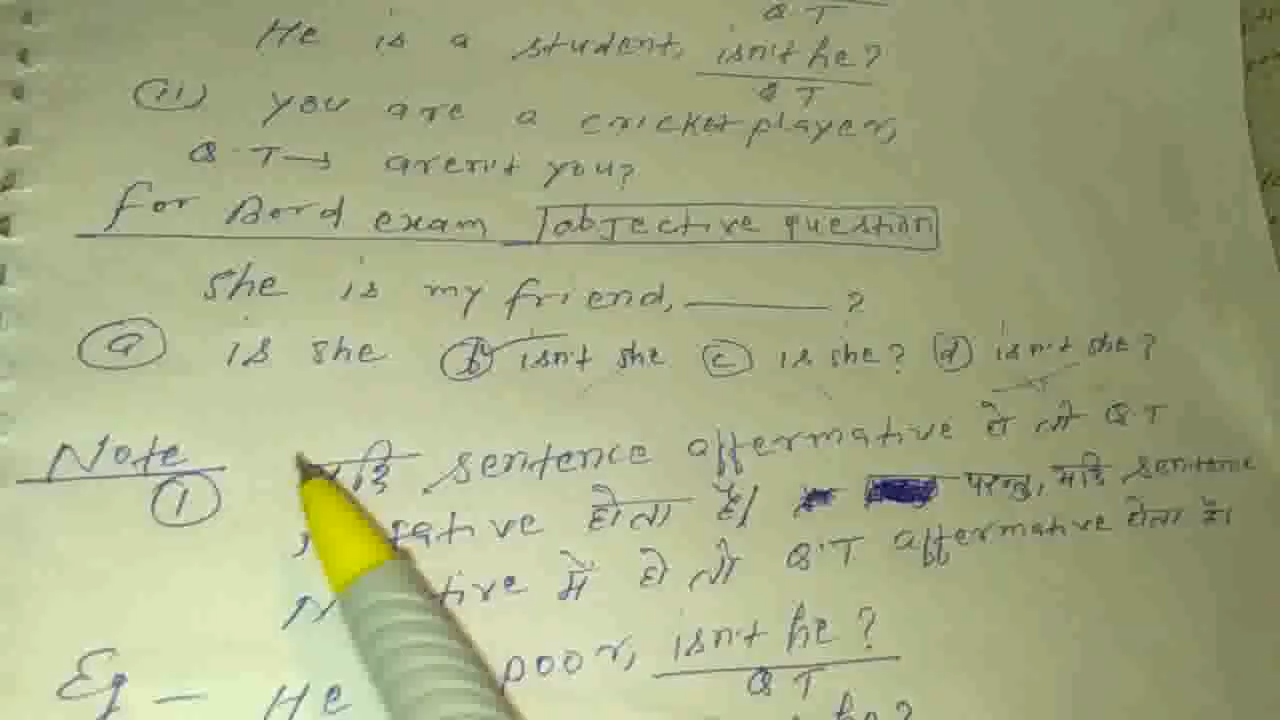 Q.T
He is a student, isn't he?
Q T
(ii) you are a cricket player,
Q.T→ aren't you?
For Bord exam objective question
She is my friend, ______?
(a) is she (b) isn't she (c) is she? (d) isn't she?
Note यदि sentence affermative हो तो Q.T
(1) होता है। परन्तु, यदि sentence
में हो तो Q.T affermative होता है।
Eg — He poor, isn't he?
Q T
he?